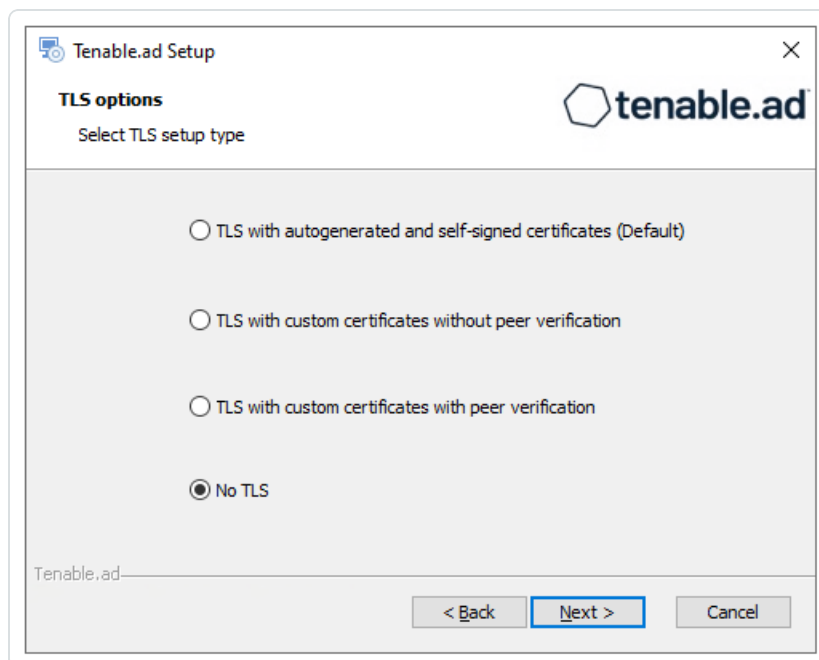 Tenable.ad Setup
TLS options
tenable.ad
Select TLS setup type
TLS with autogenerated and self-signed certificates (Default)
TLS with custom certificates without peer verification
TLS with custom certificates with peer verification
No TLS
Tenable.ad
< Back Next > Cancel